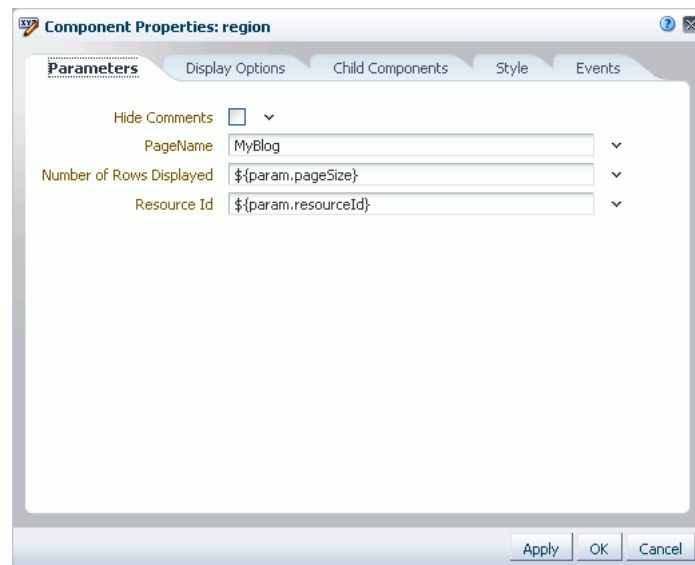 Component Properties: region
Parameters Display Options Child Components Style Events
Hide Comments
PageName MyBlog
Number of Rows Displayed ${param.pageSize}
Resource Id ${param.resourceId}
Apply OK Cancel